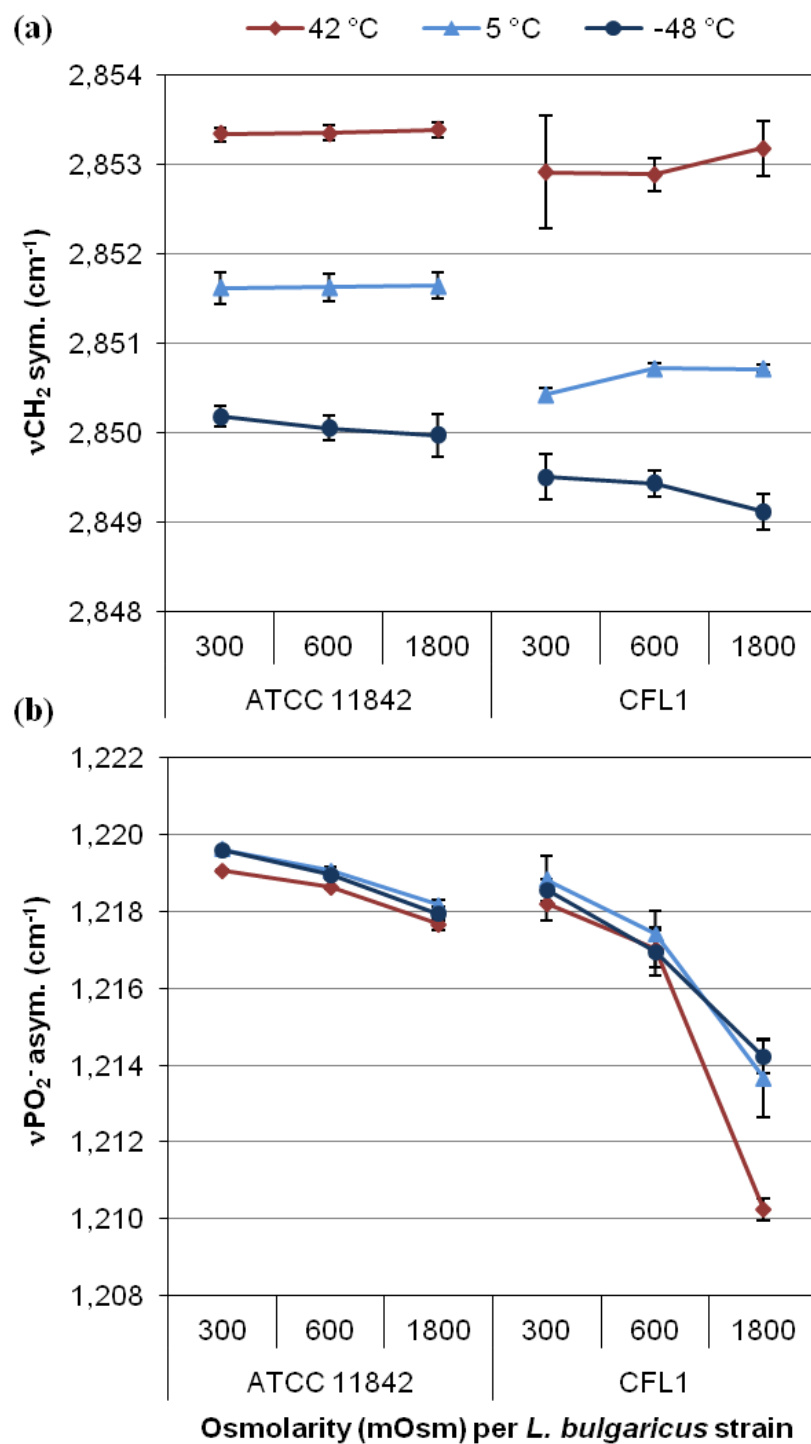 (a)
42 °C 5 °C -48 °C
2,854
2,853
2,852
2,851
2,850
2,849
2,848
νCH₂ sym. (cm⁻¹)
300 600 1800 300 600 1800
ATCC 11842 CFL1
(b)
1,222
1,220
1,218
1,216
1,214
1,212
1,210
1,208
νPO₂⁻ asym. (cm⁻¹)
300 600 1800 300 600 1800
ATCC 11842 CFL1
Osmolarity (mOsm) per L. bulgaricus strain